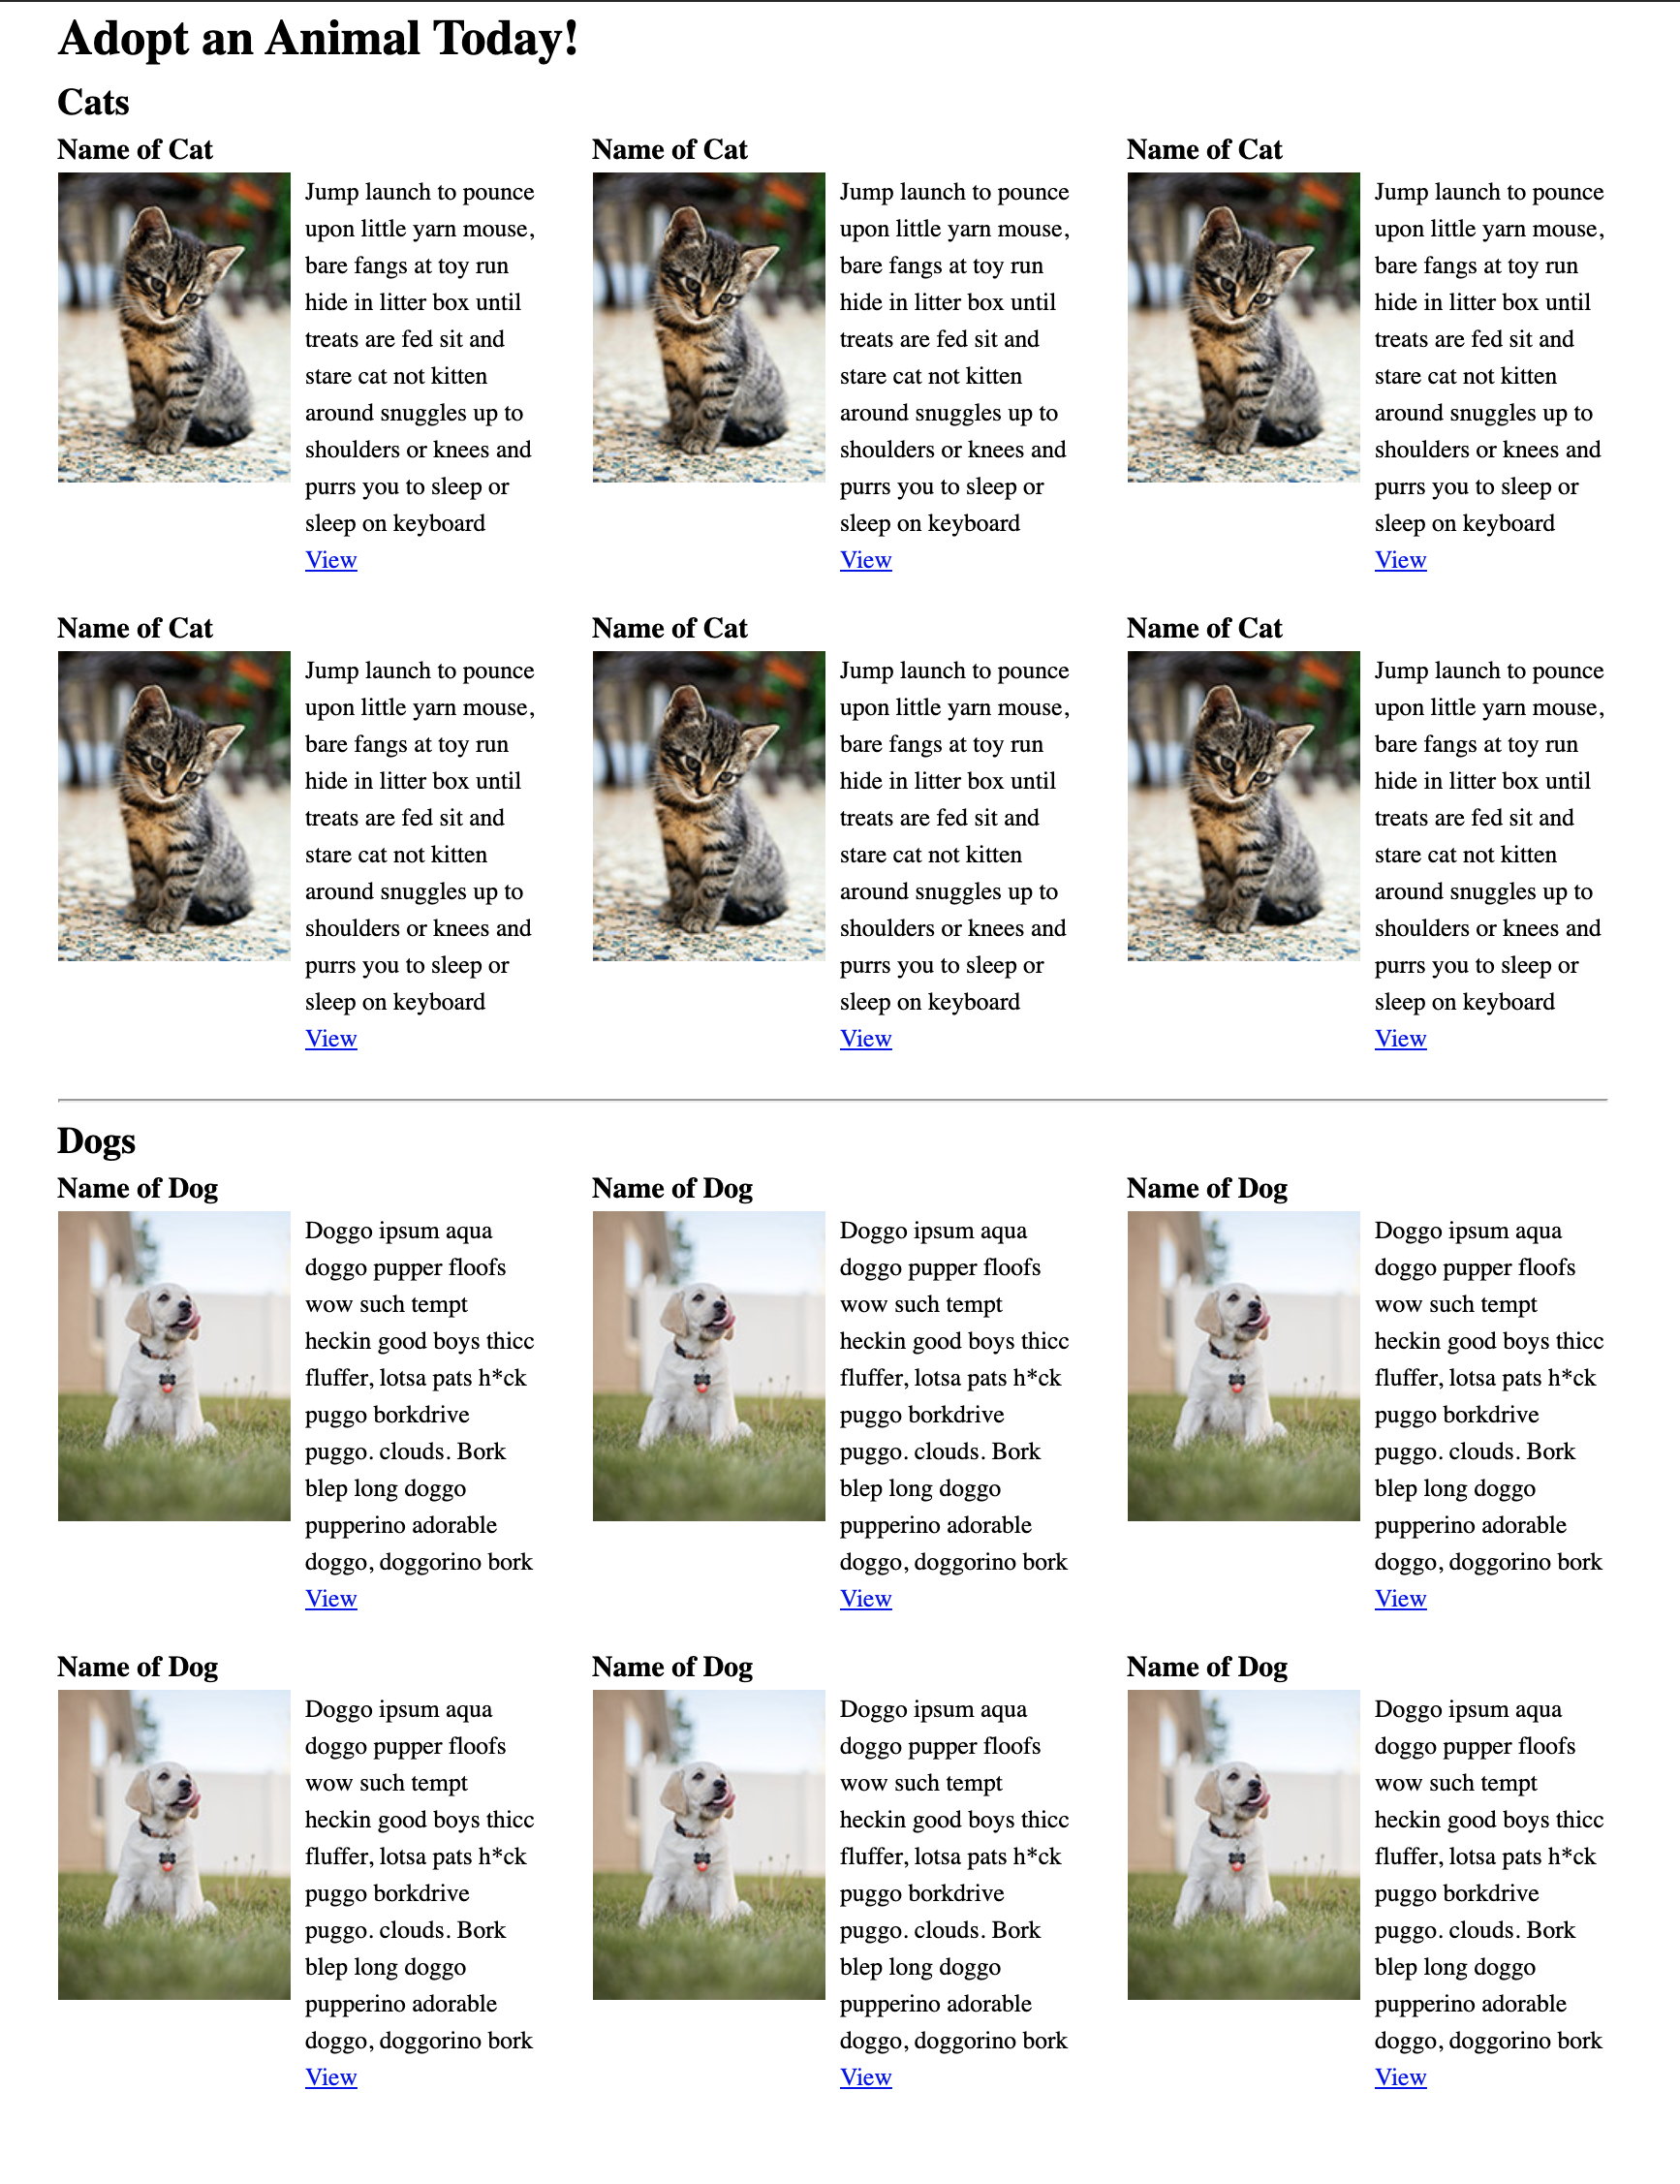 Adopt an Animal Today!
Cats
Name of Cat
Jump launch to pounce
upon little yarn mouse,
bare fangs at toy run
hide in litter box until
treats are fed sit and
stare cat not kitten
around snuggles up to
shoulders or knees and
purrs you to sleep or
sleep on keyboard
View
Name of Cat
Jump launch to pounce
upon little yarn mouse,
bare fangs at toy run
hide in litter box until
treats are fed sit and
stare cat not kitten
around snuggles up to
shoulders or knees and
purrs you to sleep or
sleep on keyboard
View
Name of Cat
Jump launch to pounce
upon little yarn mouse,
bare fangs at toy run
hide in litter box until
treats are fed sit and
stare cat not kitten
around snuggles up to
shoulders or knees and
purrs you to sleep or
sleep on keyboard
View
Name of Cat
Jump launch to pounce
upon little yarn mouse,
bare fangs at toy run
hide in litter box until
treats are fed sit and
stare cat not kitten
around snuggles up to
shoulders or knees and
purrs you to sleep or
sleep on keyboard
View
Name of Cat
Jump launch to pounce
upon little yarn mouse,
bare fangs at toy run
hide in litter box until
treats are fed sit and
stare cat not kitten
around snuggles up to
shoulders or knees and
purrs you to sleep or
sleep on keyboard
View
Name of Cat
Jump launch to pounce
upon little yarn mouse,
bare fangs at toy run
hide in litter box until
treats are fed sit and
stare cat not kitten
around snuggles up to
shoulders or knees and
purrs you to sleep or
sleep on keyboard
View
Dogs
Name of Dog
Doggo ipsum aqua
doggo pupper floofs
wow such tempt
heckin good boys thicc
fluffer, lotsa pats h*ck
puggo borkdrive
puggo. clouds. Bork
blep long doggo
pupperino adorable
doggo, doggorino bork
View
Name of Dog
Doggo ipsum aqua
doggo pupper floofs
wow such tempt
heckin good boys thicc
fluffer, lotsa pats h*ck
puggo borkdrive
puggo. clouds. Bork
blep long doggo
pupperino adorable
doggo, doggorino bork
View
Name of Dog
Doggo ipsum aqua
doggo pupper floofs
wow such tempt
heckin good boys thicc
fluffer, lotsa pats h*ck
puggo borkdrive
puggo. clouds. Bork
blep long doggo
pupperino adorable
doggo, doggorino bork
View
Name of Dog
Doggo ipsum aqua
doggo pupper floofs
wow such tempt
heckin good boys thicc
fluffer, lotsa pats h*ck
puggo borkdrive
puggo. clouds. Bork
blep long doggo
pupperino adorable
doggo, doggorino bork
View
Name of Dog
Doggo ipsum aqua
doggo pupper floofs
wow such tempt
heckin good boys thicc
fluffer, lotsa pats h*ck
puggo borkdrive
puggo. clouds. Bork
blep long doggo
pupperino adorable
doggo, doggorino bork
View
Name of Dog
Doggo ipsum aqua
doggo pupper floofs
wow such tempt
heckin good boys thicc
fluffer, lotsa pats h*ck
puggo borkdrive
puggo. clouds. Bork
blep long doggo
pupperino adorable
doggo, doggorino bork
View